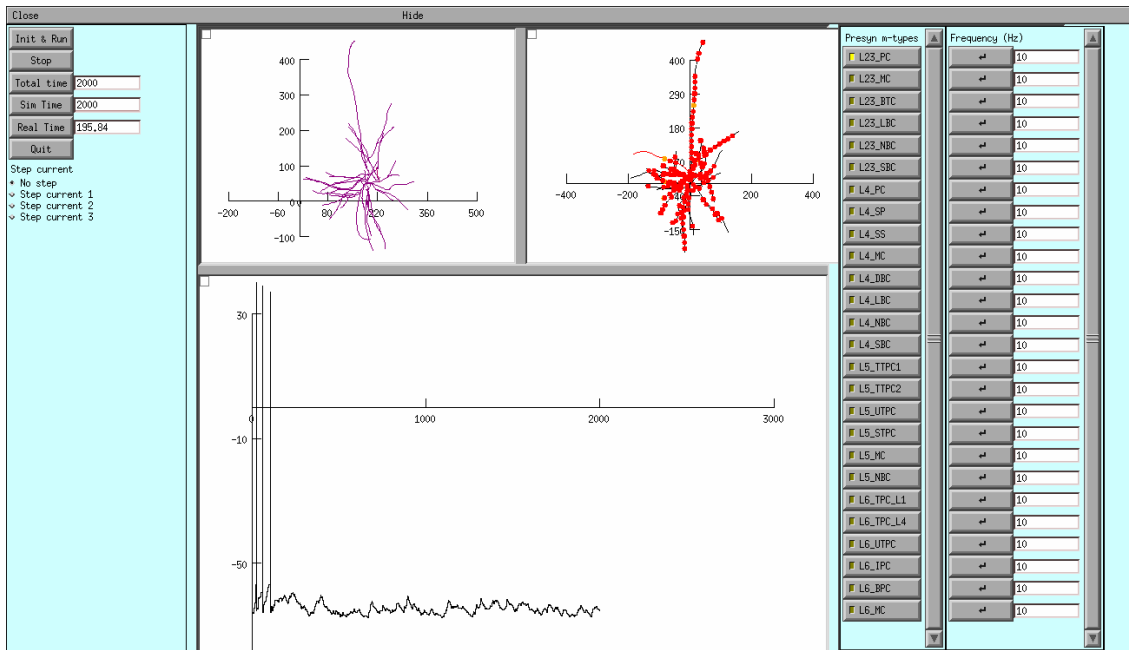 Close Hide
Init & Run
Stop
Total time 2000
Sim Time 2000
Real Time 195.84
Quit
Step current
No step
Step current 1
Step current 2
Step current 3
400
300
200
100
0
-100
-200 -60 80 220 360 500
400
290
180
70
-40
-150
-400 -200 0 200 400
30
-10
-50
0 1000 2000 3000
Presyn m-types Frequency (Hz)
L23_PC 10
L23_MC 10
L23_BTC 10
L23_LBC 10
L23_NBC 10
L23_SBC 10
L4_PC 10
L4_SP 10
L4_SS 10
L4_MC 10
L4_DBC 10
L4_LBC 10
L4_NBC 10
L4_SBC 10
L5_TTPC1 10
L5_TTPC2 10
L5_UTPC 10
L5_STPC 10
L5_MC 10
L5_NBC 10
L6_TPC_L1 10
L6_TPC_L4 10
L6_UTPC 10
L6_IPC 10
L6_BPC 10
L6_MC 10